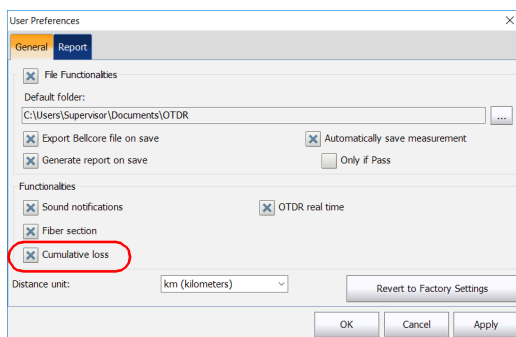 User Preferences
General Report
File Functionalities
Default folder:
C:\Users\Supervisor\Documents\OTDR
...
Export Bellcore file on save Automatically save measurement
Generate report on save Only if Pass
Functionalities
Sound notifications OTDR real time
Fiber section
Cumulative loss
Distance unit: km (kilometers) Revert to Factory Settings
OK Cancel Apply